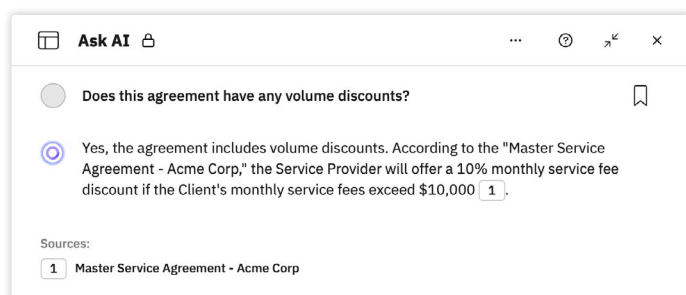 Ask AI
Does this agreement have any volume discounts?
Yes, the agreement includes volume discounts. According to the "Master Service
Agreement - Acme Corp," the Service Provider will offer a 10% monthly service fee
discount if the Client's monthly service fees exceed $10,000 1.
Sources:
1 Master Service Agreement - Acme Corp